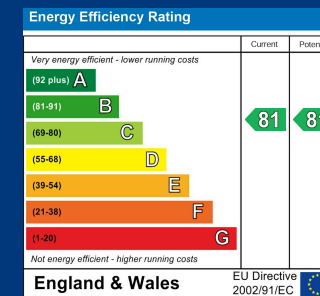 Energy Efficiency Rating
Current
Very energy efficient - lower running costs
(92 plus) A
(81-91) B
(69-80) C
(55-68) D
(39-54) E
(21-38) F
(1-20) G
81
Not energy efficient - higher running costs
England & Wales
EU Directive
2002/91/EC